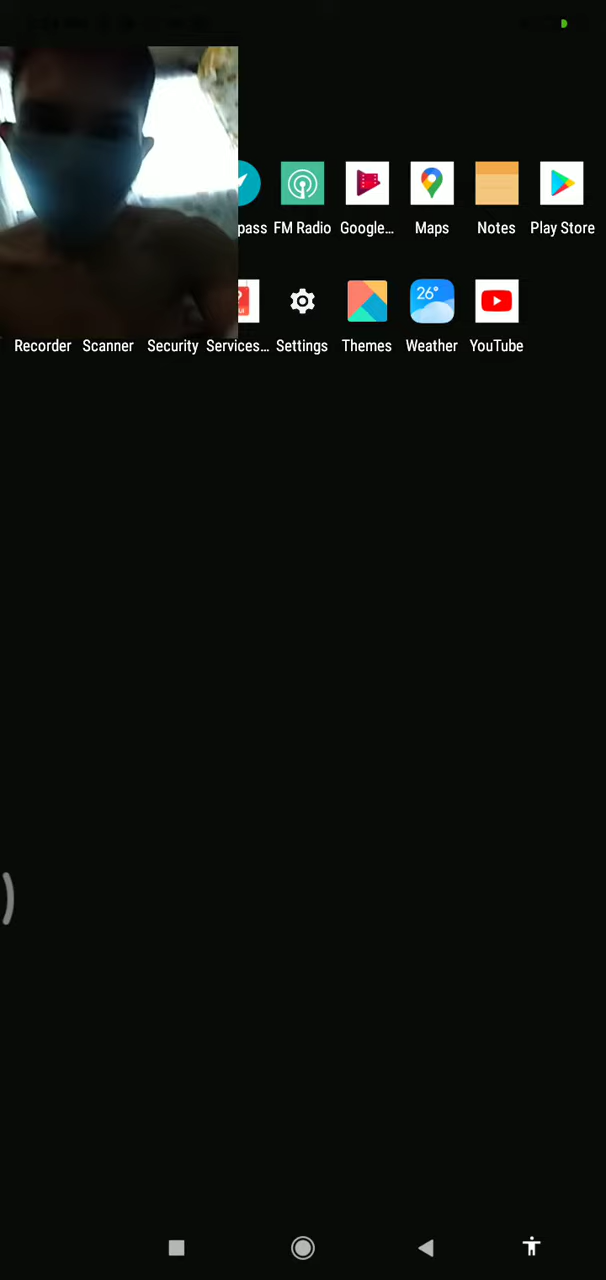 pass FM Radio Google... Maps Notes Play Store
26°
Recorder Scanner Security Services... Settings Themes Weather YouTube